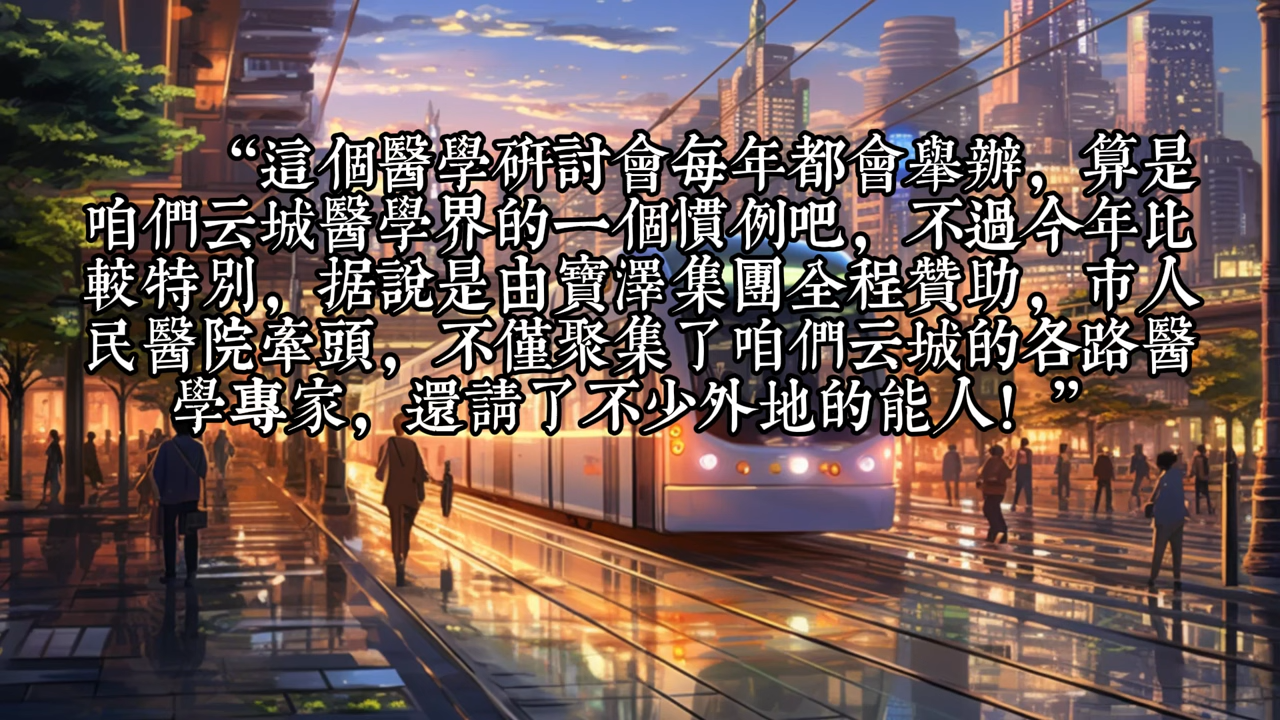 “這個醫學研討會每年都會舉辦，算是
咱們云城醫學界的一個慣例吧，不過今年比
較特別，据說是由寶澤集團全程贊助，市人
民醫院牽頭，不僅聚集了咱們云城的各路醫
學專家，還請了不少外地的能人！”